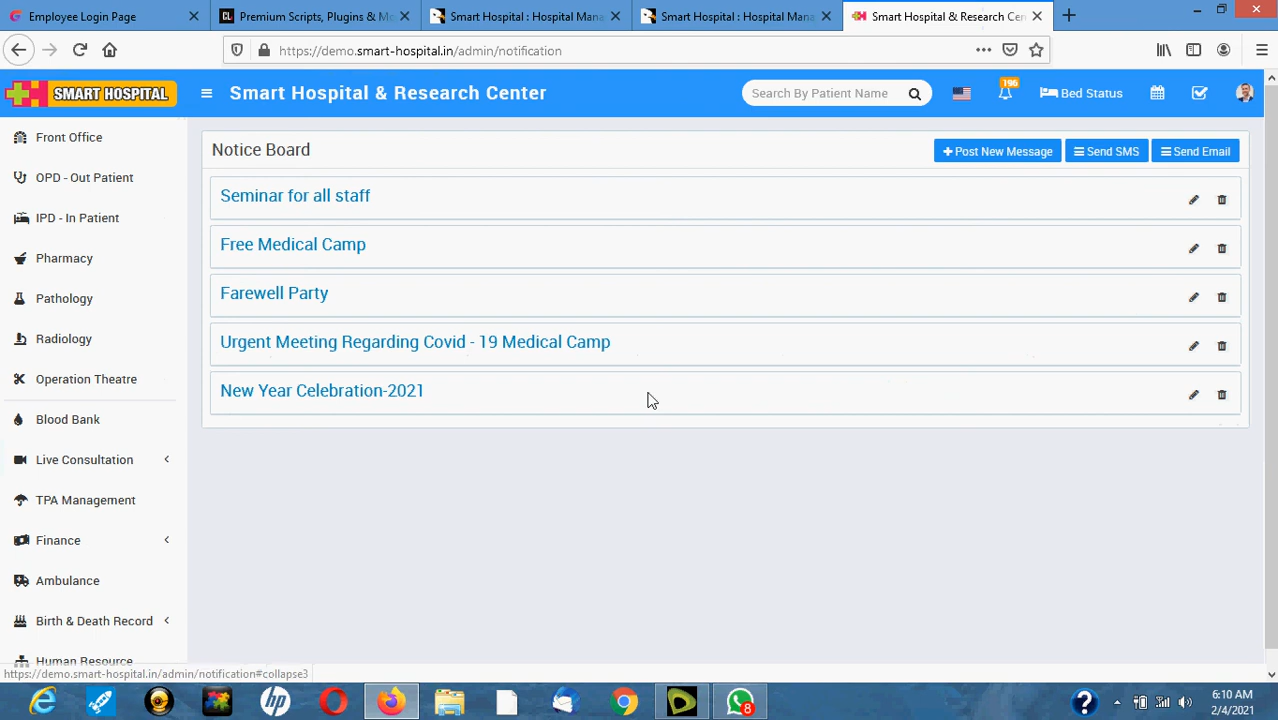 Employee Login Page
Premium Scripts, Plugins & Mo
Smart Hospital : Hospital Mana
Smart Hospital : Hospital Mana
Smart Hospital & Research Cen
https://demo.smart-hospital.in/admin/notification
SMART HOSPITAL
Smart Hospital & Research Center
Search By Patient Name
196
Bed Status
Front Office
OPD - Out Patient
IPD - In Patient
Pharmacy
Pathology
Radiology
Operation Theatre
Blood Bank
Live Consultation
TPA Management
Finance
Ambulance
Birth & Death Record
Human Resource
Notice Board
Post New Message
Send SMS
Send Email
Seminar for all staff
Free Medical Camp
Farewell Party
Urgent Meeting Regarding Covid - 19 Medical Camp
New Year Celebration-2021
https://demo.smart-hospital.in/admin/notification#collapse3
8
6:10 AM
2/4/2021